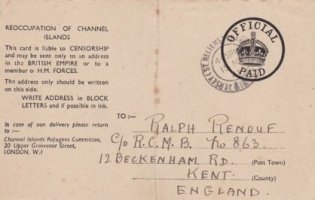 REOCCUPATION OF CHANNEL
ISLANDS
This card is liable to CENSORSHIP
and may be sent only to an address
in the BRITISH EMPIRE or to a
member of H.M. FORCES.
The address only should be written
on this side.
WRITE ADDRESS in BLOCK
LETTERS and if possible in ink.
In case of non delivery please return
to :—
Channel Islands Refugees Committee,
20 Upper Grosvenor Street,
LONDON, W.1
OFFICIAL
PAID
JERSEY
TO:—
RALPH RENOUF
C/o R.C.M.B. No 863.
12 BECKENHAM RD. (Post Town)
KENT. (County)
ENGLAND.